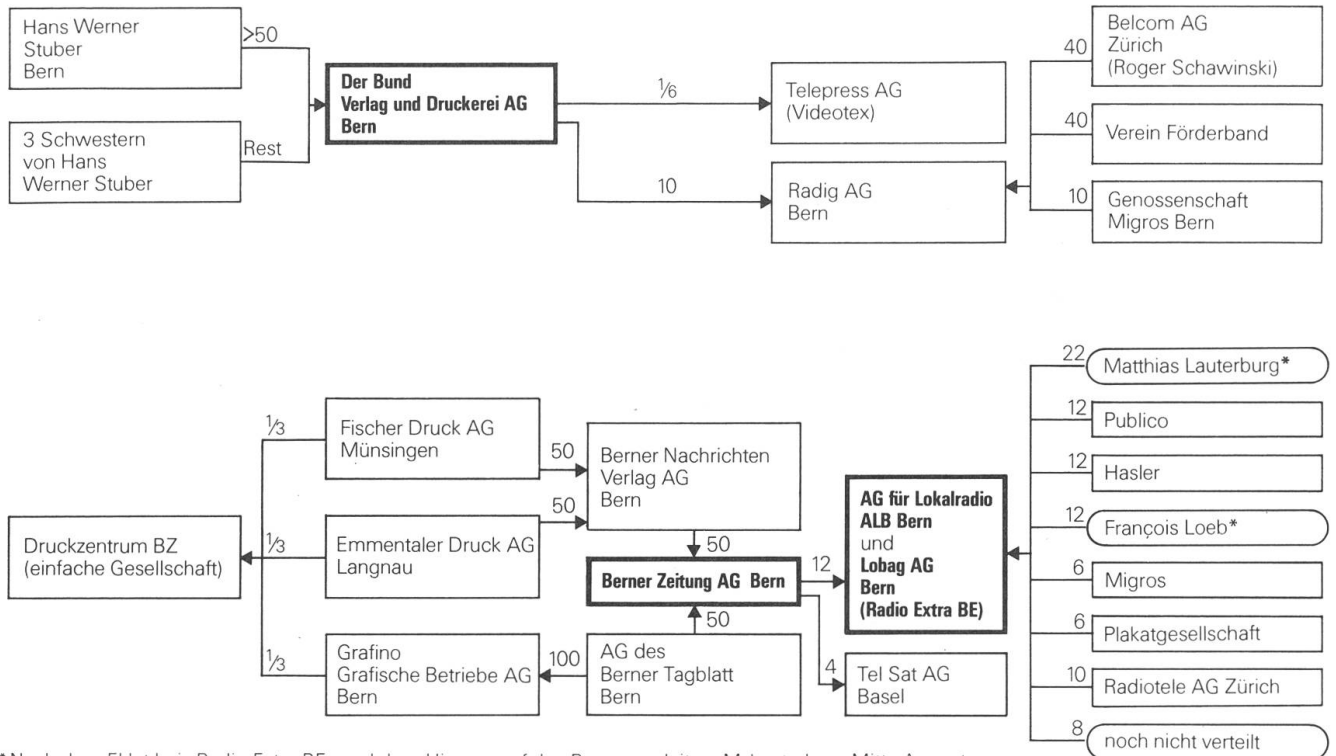 Hans Werner
Stuber
Bern
>50
3 Schwestern
von Hans
Werner Stuber
Rest
Der Bund
Verlag und Druckerei AG
Bern
1/6
10
Telepress AG
(Videotex)
Radig AG
Bern
40
Belcom AG
Zürich
(Roger Schawinski)
40
Verein Förderband
10
Genossenschaft
Migros Bern
Druckzentrum BZ
(einfache Gesellschaft)
1/3
Fischer Druck AG
Münsingen
50
1/3
Emmentaler Druck AG
Langnau
50
1/3
Grafino
Grafische Betriebe AG
Bern
100
Berner Nachrichten
Verlag AG
Bern
50
Berner Zeitung AG Bern
50
AG des
Berner Tagblatt
Bern
12
AG für Lokalradio
ALB Bern
und
Lobag AG
Bern
(Radio Extra BE)
4
Tel Sat AG
Basel
22
Matthias Lauterburg*
12
Publico
12
Hasler
12
François Loeb*
6
Migros
6
Plakatgesellschaft
10
Radiotele AG Zürich
8
noch nicht verteilt